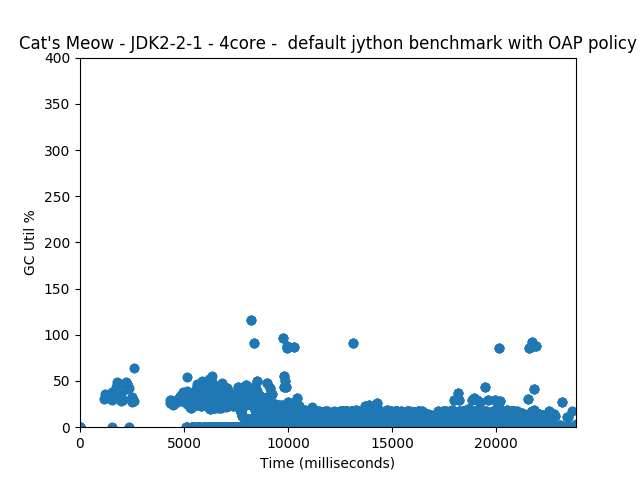 Cat's Meow - JDK2-2-1 - 4core -  default jython benchmark with OAP policy
400
350
300
250
200
150
100
50
0
GC Util %
0 5000 10000 15000 20000
Time (milliseconds)